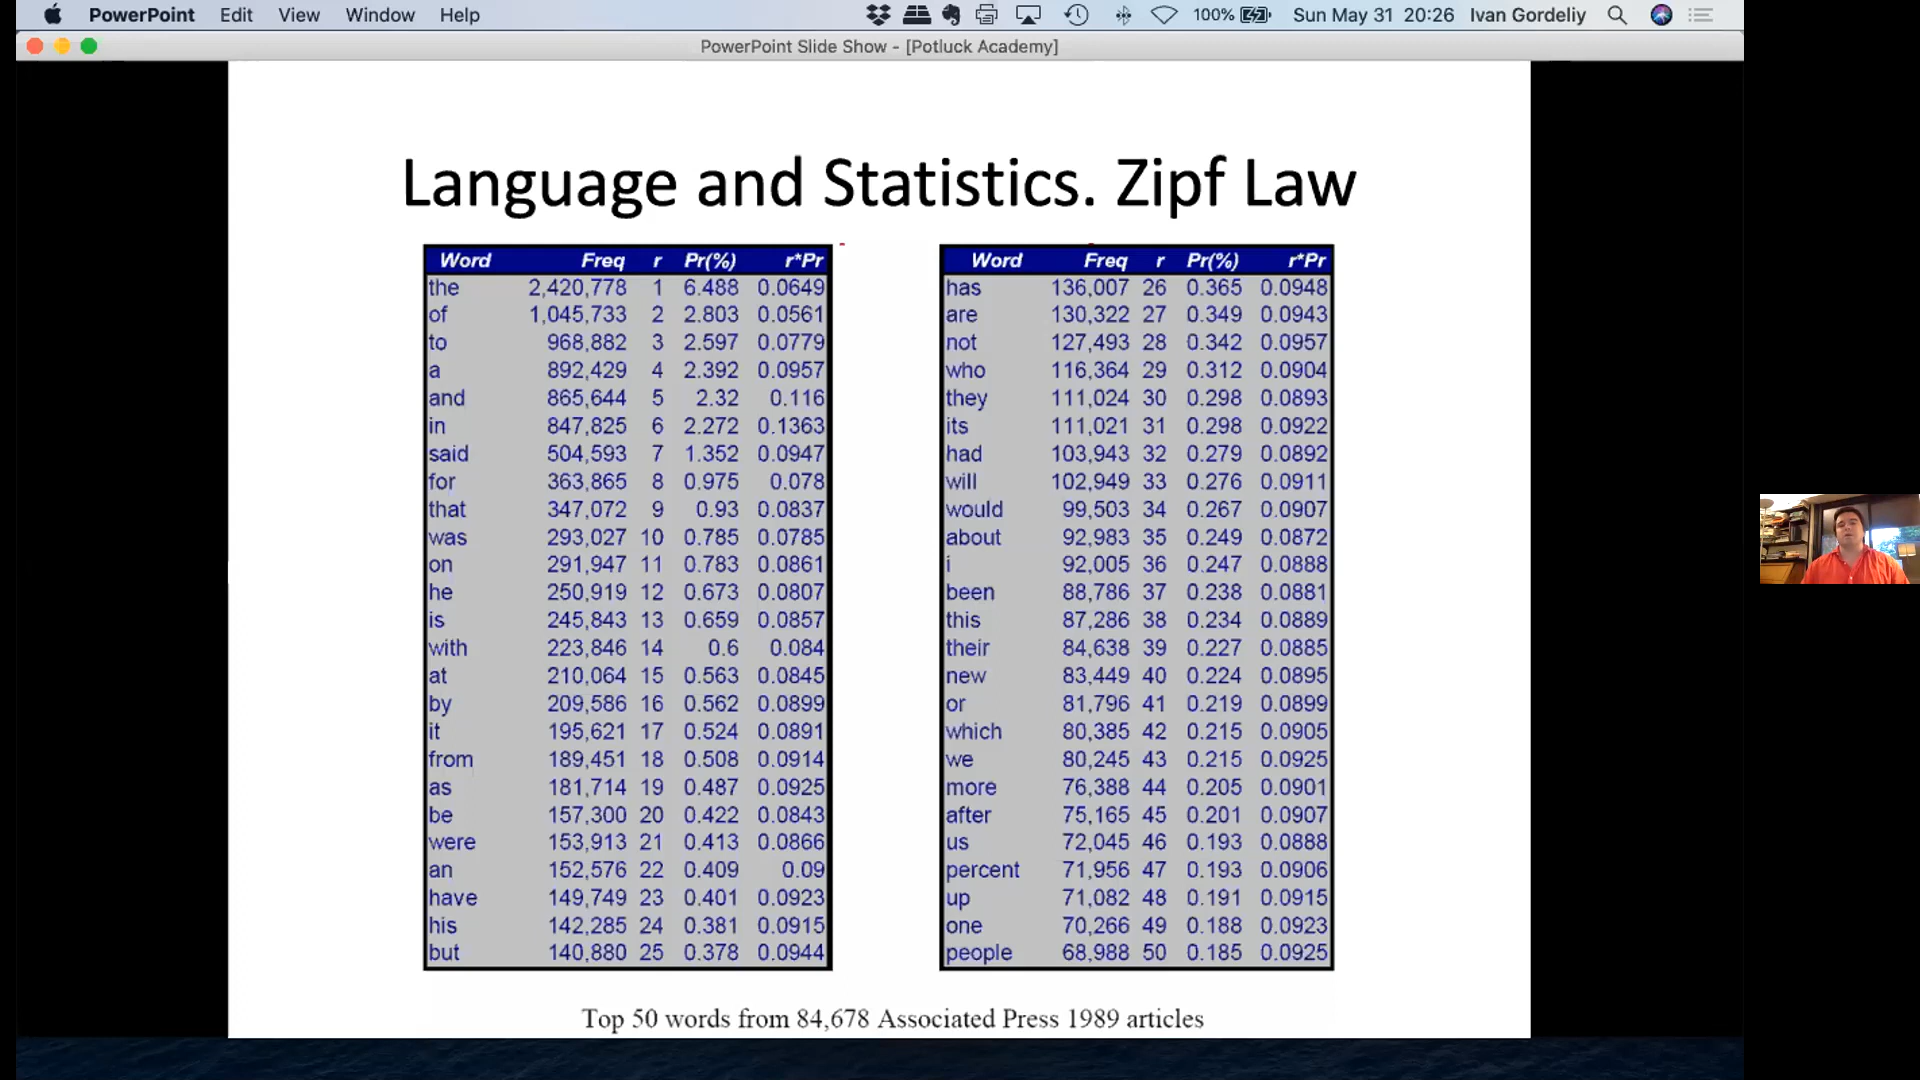 PowerPoint Edit View Window Help 100% Sun May 31 20:26 Ivan Gordeliy
PowerPoint Slide Show - [Potluck Academy]
Language and Statistics. Zipf Law
Word Freq r Pr(%) r*Pr
the 2,420,778 1 6.488 0.0649
of 1,045,733 2 2.803 0.0561
to 968,882 3 2.597 0.0779
a 892,429 4 2.392 0.0957
and 865,644 5 2.32 0.116
in 847,825 6 2.272 0.1363
said 504,593 7 1.352 0.0947
for 363,865 8 0.975 0.078
that 347,072 9 0.93 0.0837
was 293,027 10 0.785 0.0785
on 291,947 11 0.783 0.0861
he 250,919 12 0.673 0.0807
is 245,843 13 0.659 0.0857
with 223,846 14 0.6 0.084
at 210,064 15 0.563 0.0845
by 209,586 16 0.562 0.0899
it 195,621 17 0.524 0.0891
from 189,451 18 0.508 0.0914
as 181,714 19 0.487 0.0925
be 157,300 20 0.422 0.0843
were 153,913 21 0.413 0.0866
an 152,576 22 0.409 0.09
have 149,749 23 0.401 0.0923
his 142,285 24 0.381 0.0915
but 140,880 25 0.378 0.0944
Word Freq r Pr(%) r*Pr
has 136,007 26 0.365 0.0948
are 130,322 27 0.349 0.0943
not 127,493 28 0.342 0.0957
who 116,364 29 0.312 0.0904
they 111,024 30 0.298 0.0893
its 111,021 31 0.298 0.0922
had 103,943 32 0.279 0.0892
will 102,949 33 0.276 0.0911
would 99,503 34 0.267 0.0907
about 92,983 35 0.249 0.0872
i 92,005 36 0.247 0.0888
been 88,786 37 0.238 0.0881
this 87,286 38 0.234 0.0889
their 84,638 39 0.227 0.0885
new 83,449 40 0.224 0.0895
or 81,796 41 0.219 0.0899
which 80,385 42 0.215 0.0905
we 80,245 43 0.215 0.0925
more 76,388 44 0.205 0.0901
after 75,165 45 0.201 0.0907
us 72,045 46 0.193 0.0888
percent 71,956 47 0.193 0.0906
up 71,082 48 0.191 0.0915
one 70,266 49 0.188 0.0923
people 68,988 50 0.185 0.0925
Top 50 words from 84,678 Associated Press 1989 articles